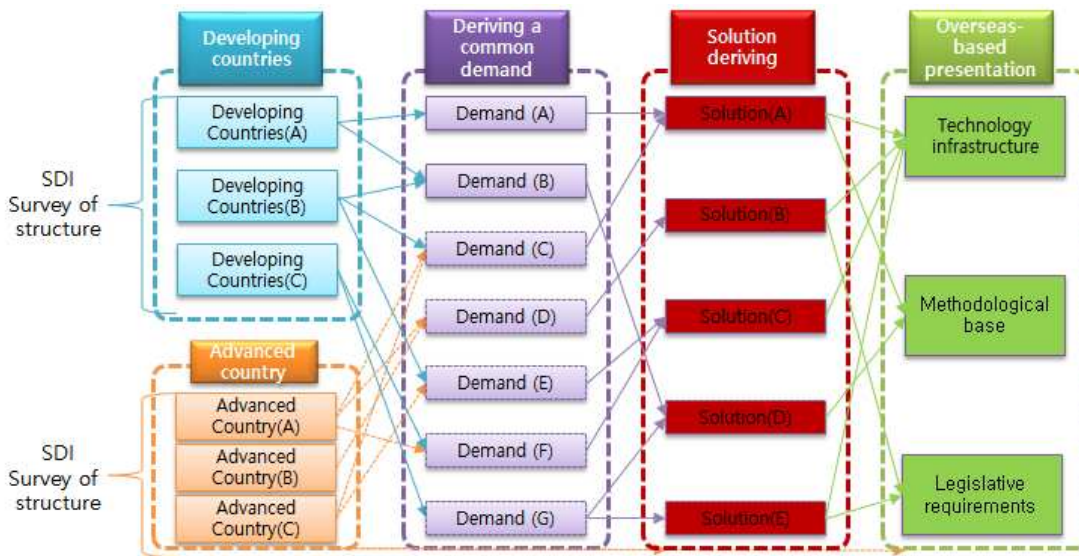 Developing
countries
Deriving a
common
demand
Solution
deriving
Overseas-
based
presentation
SDI
Survey of
structure
Developing
Countries(A)
Developing
Countries(B)
Developing
Countries(C)
Advanced
country
SDI
Survey of
structure
Advanced
Country(A)
Advanced
Country(B)
Advanced
Country(C)
Demand (A)
Demand (B)
Demand (C)
Demand (D)
Demand (E)
Demand (F)
Demand (G)
Solution(A)
Solution(B)
Solution(C)
Solution(D)
Solution(E)
Technology
infrastructure
Methodological
base
Legislative
requirements